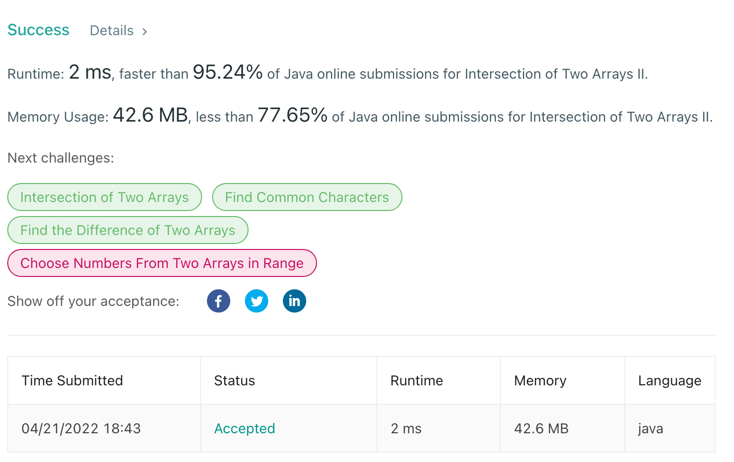 Success Details >
Runtime: 2 ms, faster than 95.24% of Java online submissions for Intersection of Two Arrays II.
Memory Usage: 42.6 MB, less than 77.65% of Java online submissions for Intersection of Two Arrays II.
Next challenges:
Intersection of Two Arrays Find Common Characters
Find the Difference of Two Arrays
Choose Numbers From Two Arrays in Range
Show off your acceptance: f in
Time Submitted Status Runtime Memory Language
04/21/2022 18:43 Accepted 2 ms 42.6 MB java